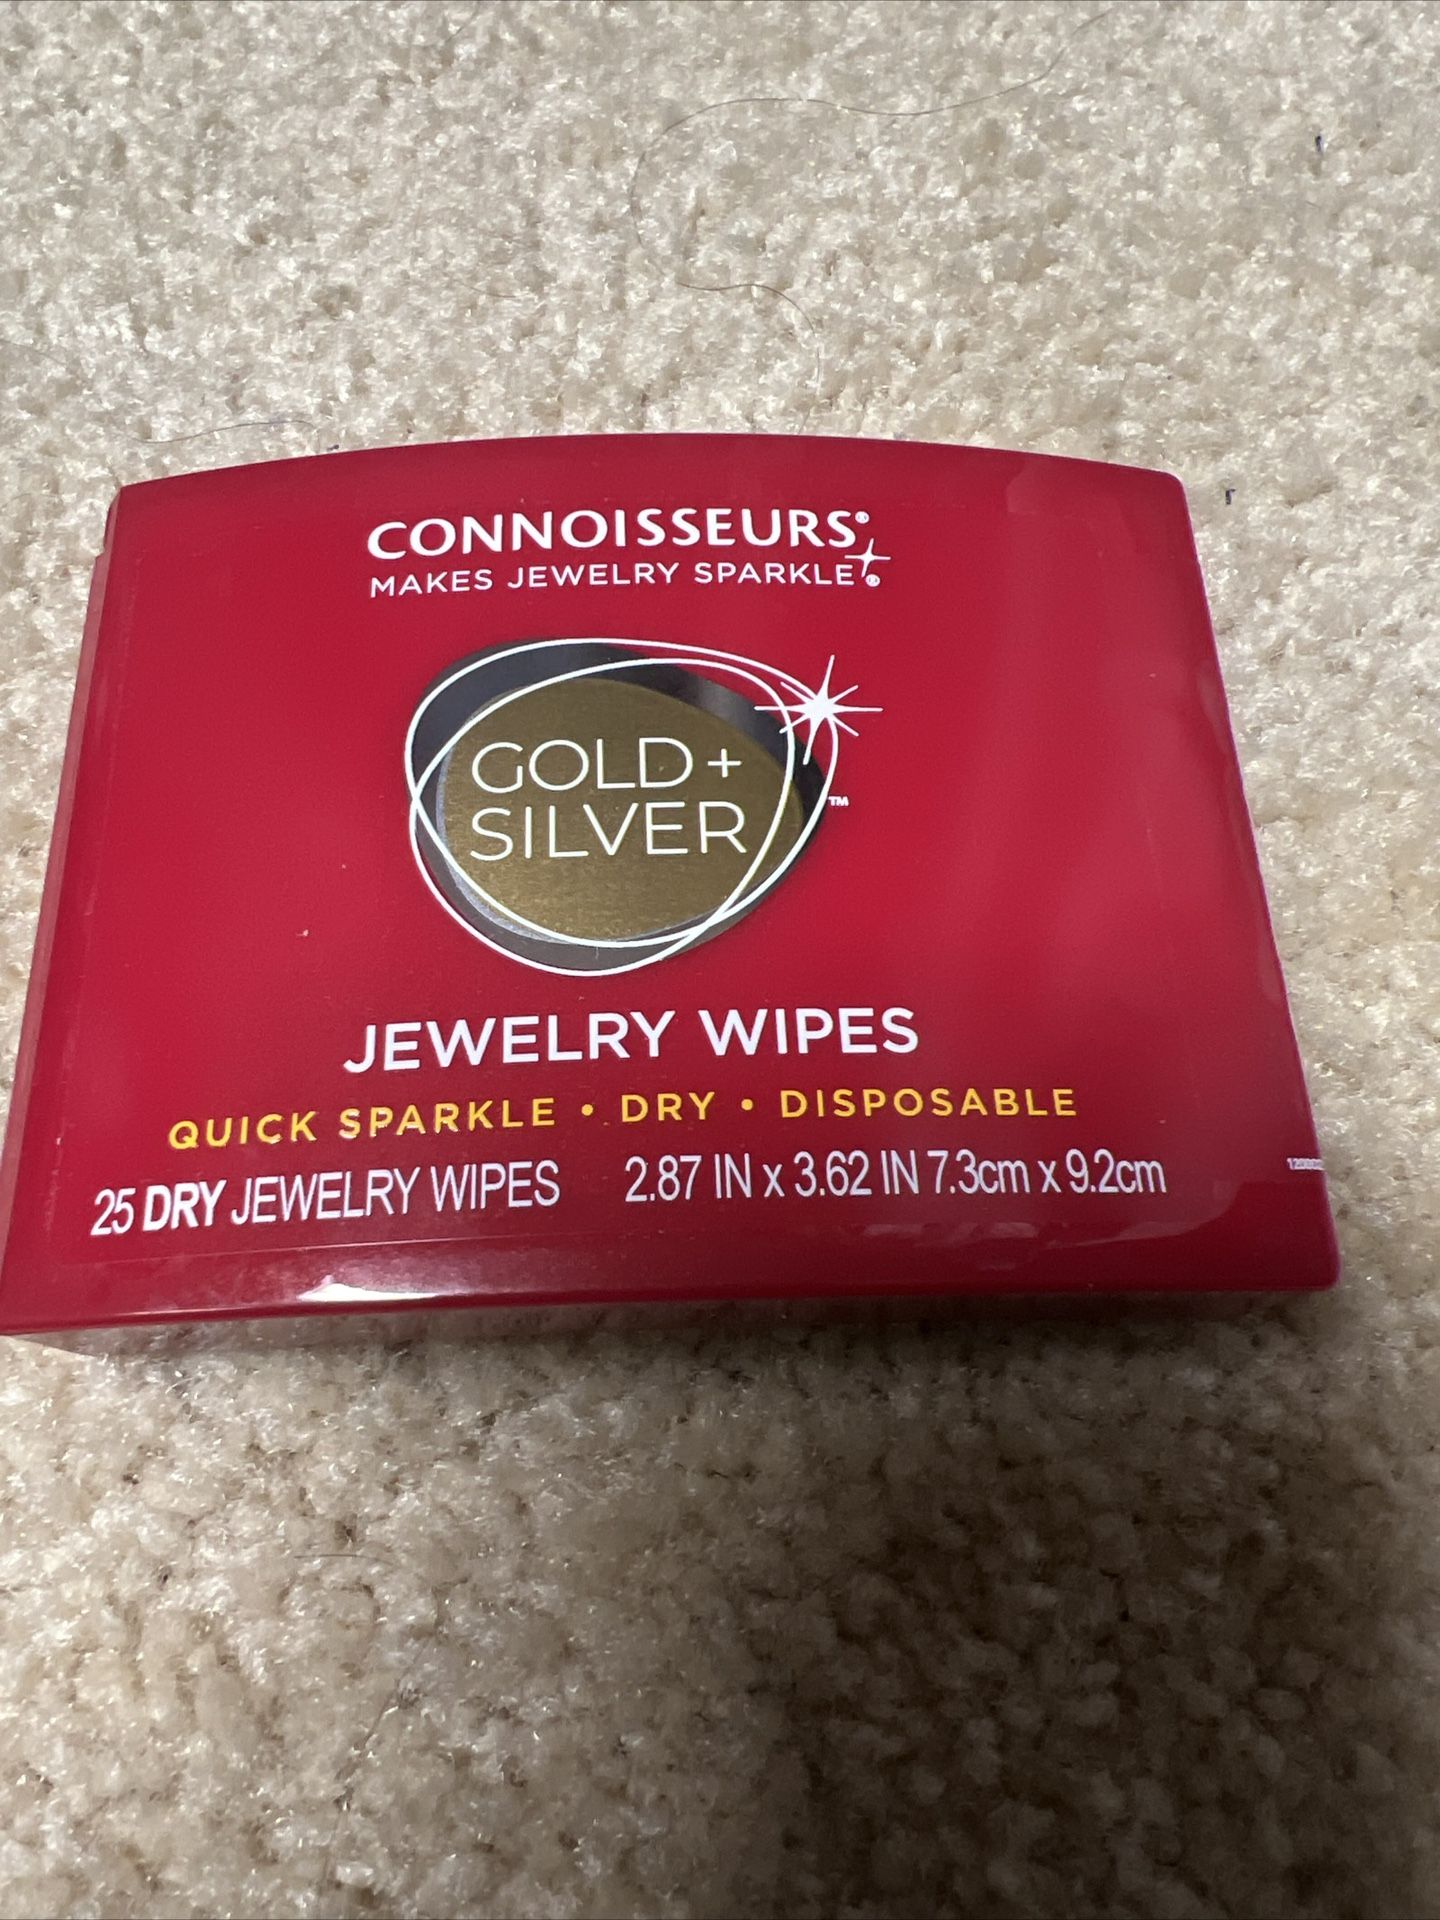 CONNOISSEURS®
MAKES JEWELRY SPARKLE®
GOLD +
SILVER™
JEWELRY WIPES
QUICK SPARKLE • DRY • DISPOSABLE
25 DRY JEWELRY WIPES 2.87 IN x 3.62 IN 7.3cm x 9.2cm